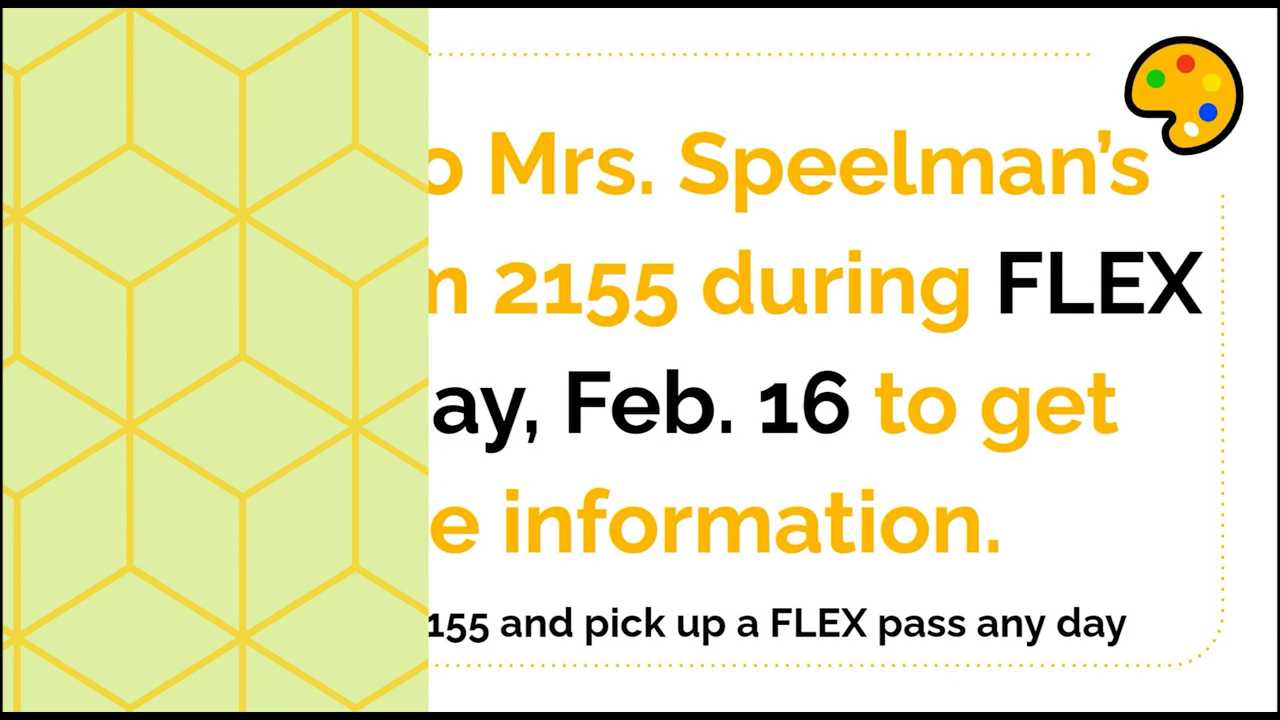 o Mrs. Speelman’s
m 2155 during FLEX
ay, Feb. 16 to get
e information.
155 and pick up a FLEX pass any day